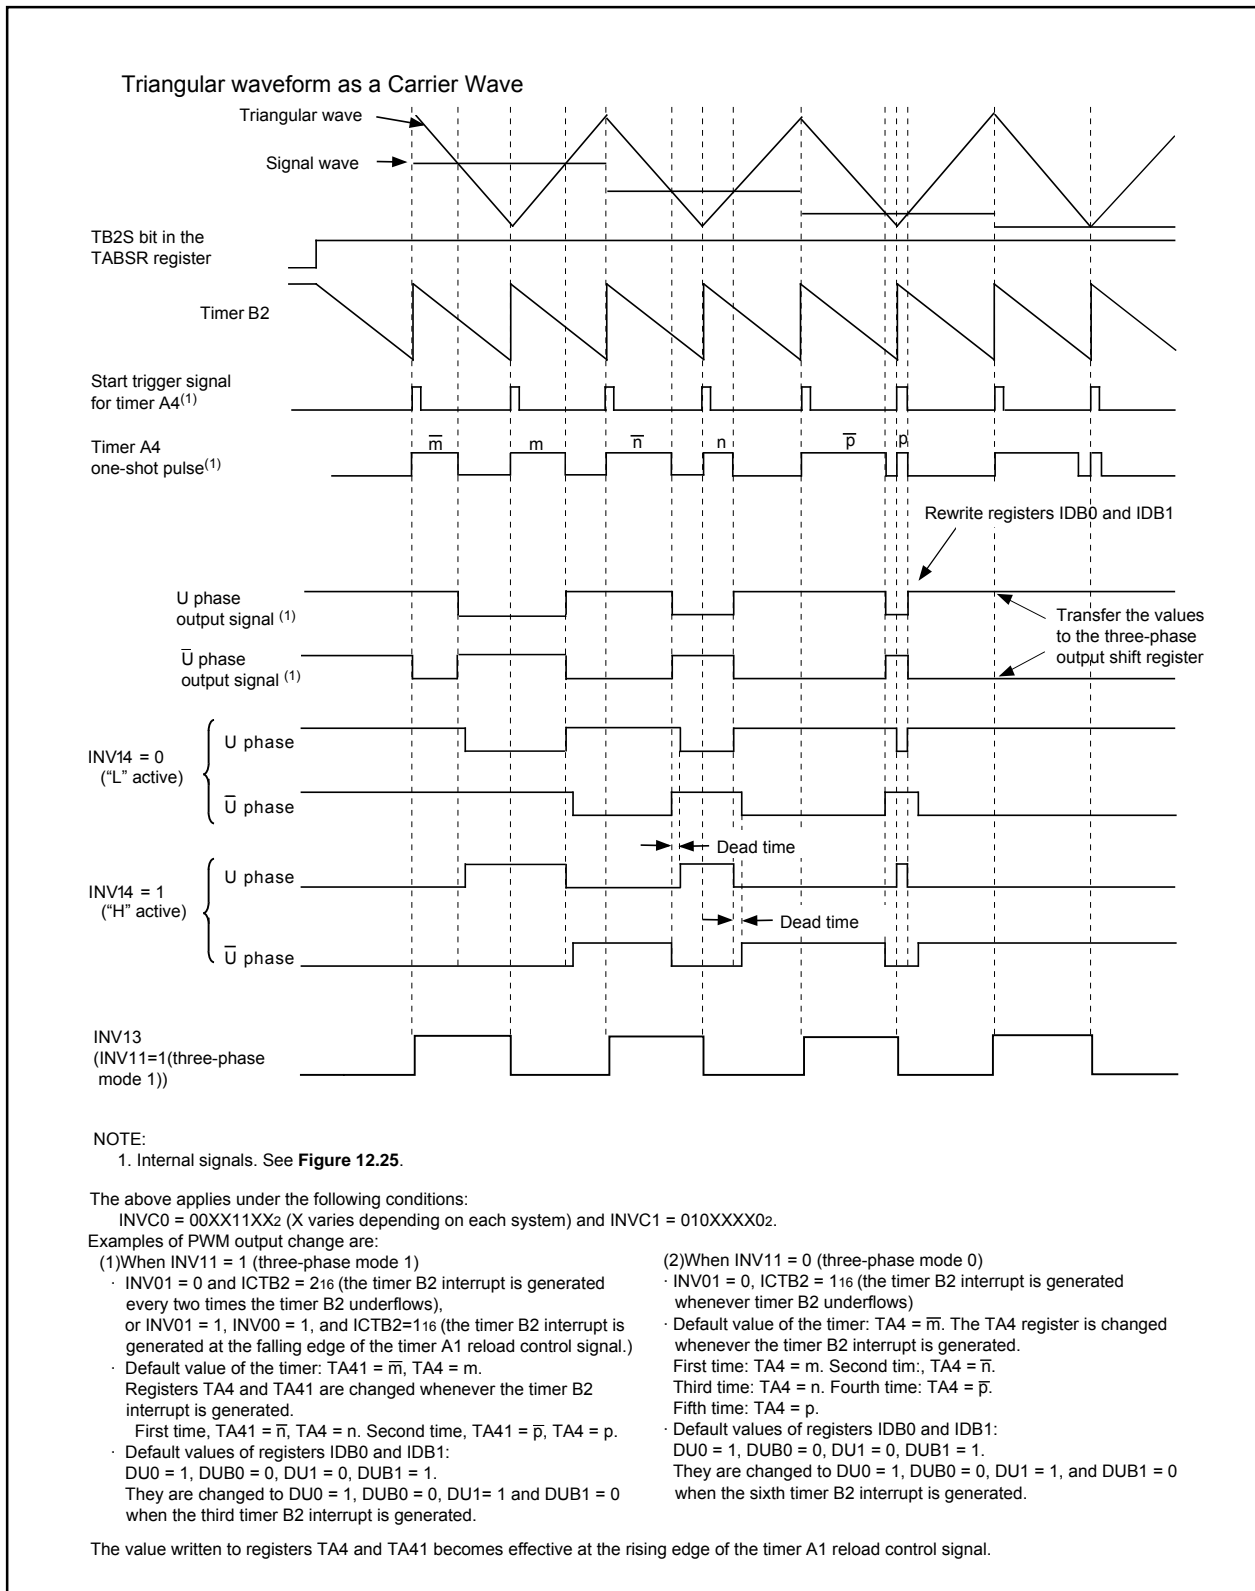 Triangular waveform as a Carrier Wave
Triangular wave
Signal wave
TB2S bit in the
TABSR register
Timer B2
Start trigger signal
for timer A4(1)
Timer A4
one-shot pulse(1)
m̅
m
n̅
n
p̅
p
Rewrite registers IDB0 and IDB1
U phase
output signal (1)
Transfer the values
to the three-phase
output shift register
U̅ phase
output signal (1)
INV14 = 0
("L" active)
U phase
U̅ phase
Dead time
INV14 = 1
("H" active)
U phase
Dead time
U̅ phase
INV13
(INV11=1(three-phase
mode 1))
NOTE:
1. Internal signals. See Figure 12.25.
The above applies under the following conditions:
INVC0 = 00XX11XX2 (X varies depending on each system) and INVC1 = 010XXXX02.
Examples of PWM output change are:
(1)When INV11 = 1 (three-phase mode 1)
· INV01 = 0 and ICTB2 = 216 (the timer B2 interrupt is generated
every two times the timer B2 underflows),
or INV01 = 1, INV00 = 1, and ICTB2=116 (the timer B2 interrupt is
generated at the falling edge of the timer A1 reload control signal.)
· Default value of the timer: TA41 = m̅, TA4 = m.
Registers TA4 and TA41 are changed whenever the timer B2
interrupt is generated.
First time, TA41 = n̅, TA4 = n. Second time, TA41 = p̅, TA4 = p.
· Default values of registers IDB0 and IDB1:
DU0 = 1, DUB0 = 0, DU1 = 0, DUB1 = 1.
They are changed to DU0 = 1, DUB0 = 0, DU1= 1 and DUB1 = 0
when the third timer B2 interrupt is generated.
(2)When INV11 = 0 (three-phase mode 0)
· INV01 = 0, ICTB2 = 116 (the timer B2 interrupt is generated
whenever timer B2 underflows)
· Default value of the timer: TA4 = m̅. The TA4 register is changed
whenever the timer B2 interrupt is generated.
First time: TA4 = m. Second tim:, TA4 = n̅.
Third time: TA4 = n. Fourth time: TA4 = p̅.
Fifth time: TA4 = p.
· Default values of registers IDB0 and IDB1:
DU0 = 1, DUB0 = 0, DU1 = 0, DUB1 = 1.
They are changed to DU0 = 1, DUB0 = 0, DU1 = 1, and DUB1 = 0
when the sixth timer B2 interrupt is generated.
The value written to registers TA4 and TA41 becomes effective at the rising edge of the timer A1 reload control signal.